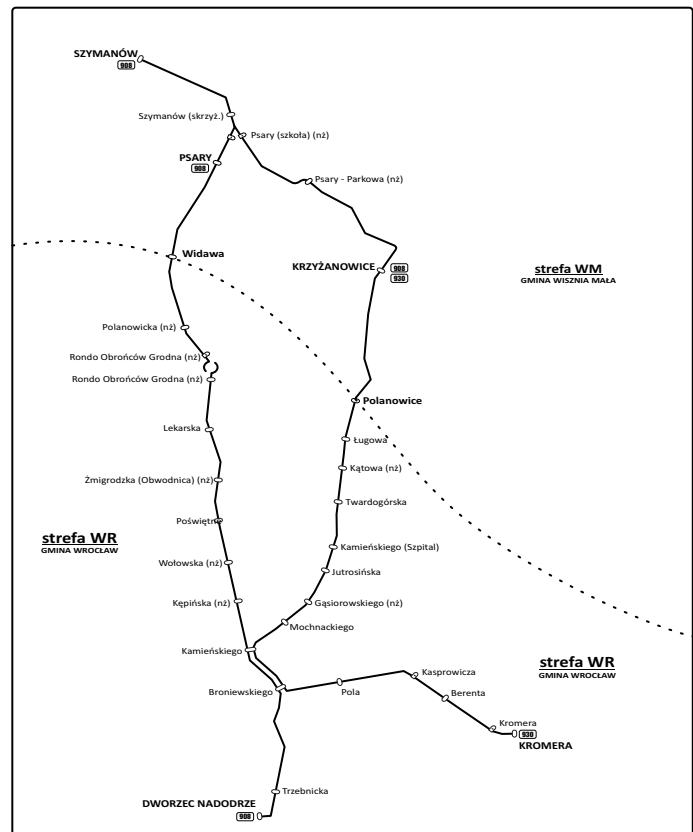 SZYMANÓW
908
Szymanów (skrzyż.)
Psary (szkoła) (nż)
PSARY
908
Psary - Parkowa (nż)
Widawa
KRZYŻANOWICE
908
930
strefa WM
GMINA WISZNIA MAŁA
Polanowicka (nż)
Rondo Obrońców Grodna (nż)
Rondo Obrońców Grodna (nż)
Polanowice
Lekarska
Ługowa
Kątowa (nż)
Żmigrodzka (Obwodnica) (nż)
Twardogórska
Poświętne
strefa WR
GMINA WROCŁAW
Kamieńskiego (Szpital)
Wołowska (nż)
Jutrosińska
Kępińska (nż)
Gąsiorowskiego (nż)
Mochnackiego
Kamieńskiego
strefa WR
GMINA WROCŁAW
Kasprowicza
Broniewskiego
Pola
Berenta
Kromera
930
KROMERA
Trzebnicka
DWORZEC NADODRZE
908